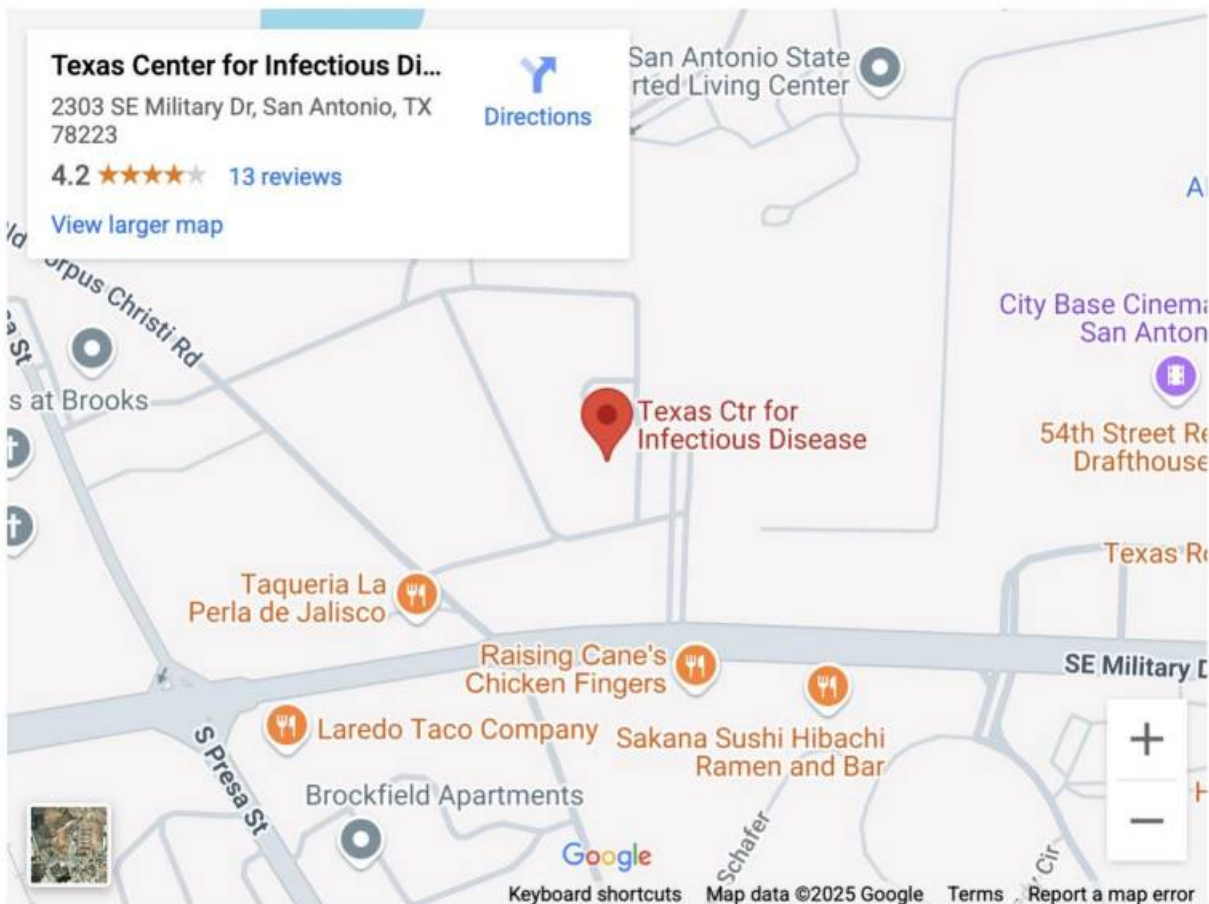 Texas Center for Infectious Di...
2303 SE Military Dr, San Antonio, TX
78223
4.2
13 reviews
View larger map
Directions
San Antonio State
rted Living Center
A
City Base Cinema
San Anton
54th Street Re
Drafthouse
Texas Ro
orpus Christi Rd
sa St
s at Brooks
Texas Ctr for
Infectious Disease
Taqueria La
Perla de Jalisco
Raising Cane's
Chicken Fingers
SE Military D
Laredo Taco Company
Sakana Sushi Hibachi
Ramen and Bar
S Presa St
Brockfield Apartments
Schafer
Cir
H
+
−
Google
Keyboard shortcuts
Map data ©2025 Google
Terms
Report a map error